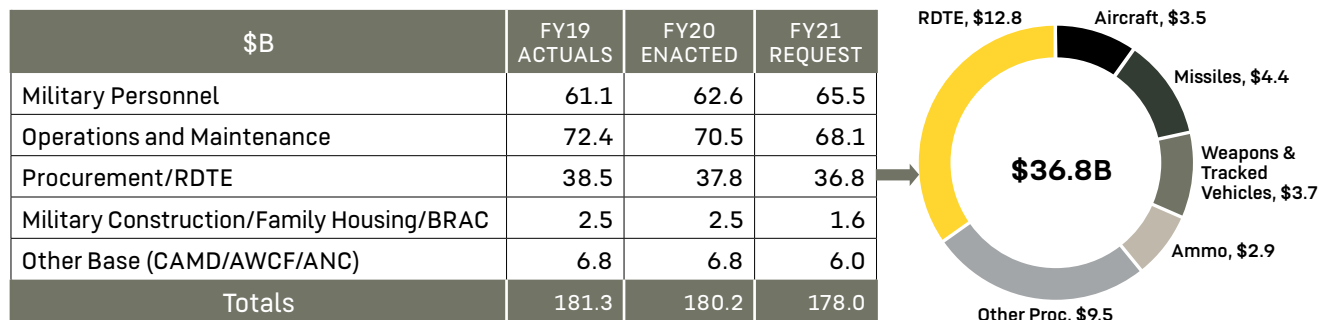 $B FY19 ACTUALS FY20 ENACTED FY21 REQUEST
Military Personnel 61.1 62.6 65.5
Operations and Maintenance 72.4 70.5 68.1
Procurement/RDTE 38.5 37.8 36.8
Military Construction/Family Housing/BRAC 2.5 2.5 1.6
Other Base (CAMD/AWCF/ANC) 6.8 6.8 6.0
Totals 181.3 180.2 178.0
RDTE, $12.8
Aircraft, $3.5
Missiles, $4.4
Weapons &
Tracked
Vehicles, $3.7
Ammo, $2.9
Other Proc, $9.5
$36.8B